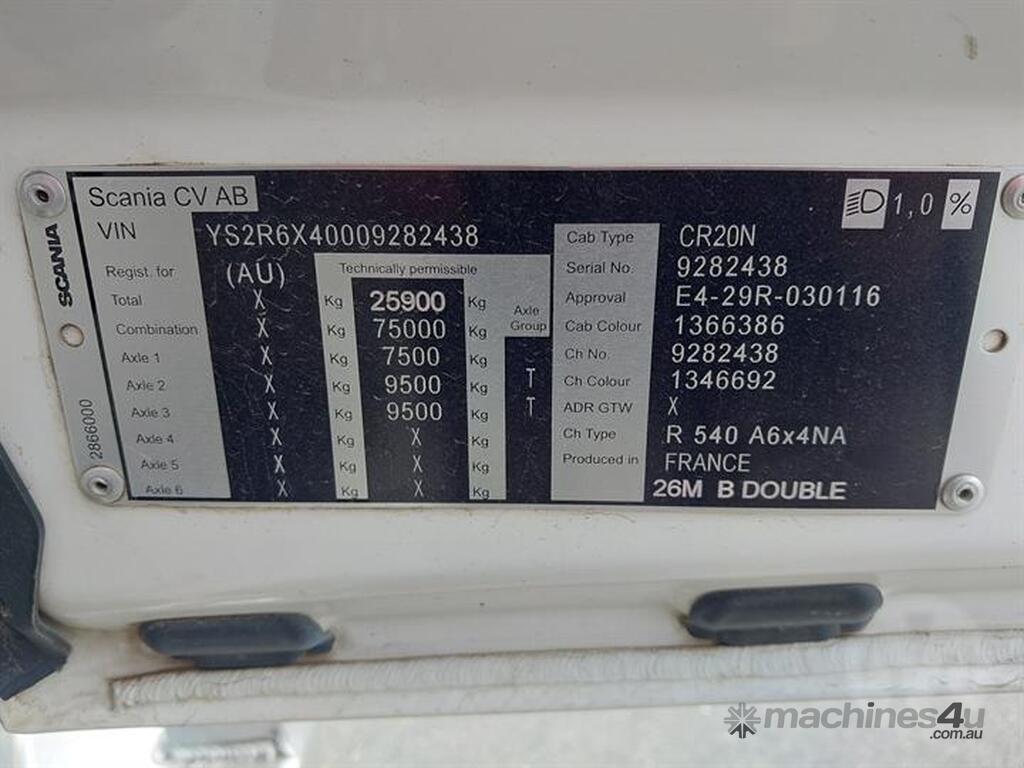 Scania CV AB
1,0 %
VIN YS2R6X40009282438
Regist. for (AU) Technically permissible
Total X Kg 25900 Kg Axle Group
Combination X Kg 75000 Kg
Axle 1 X Kg 7500 Kg
Axle 2 X Kg 9500 Kg T
Axle 3 X Kg 9500 Kg T
Axle 4 X Kg X Kg
Axle 5 X Kg X Kg
Axle 6 X Kg X Kg
Cab Type CR20N
Serial No. 9282438
Approval E4-29R-030116
Cab Colour 1366386
Ch No. 9282438
Ch Colour 1346692
ADR GTW X
Ch Type R 540 A6x4NA
Produced in FRANCE
26M B DOUBLE
SCANIA
2866000
machines4u
.com.au